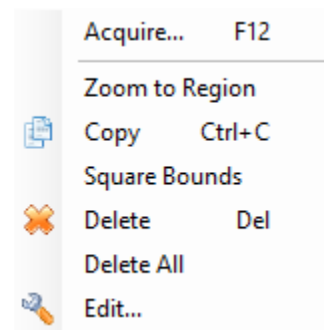 Acquire... F12
Zoom to Region
Copy Ctrl+C
Square Bounds
Delete Del
Delete All
Edit...